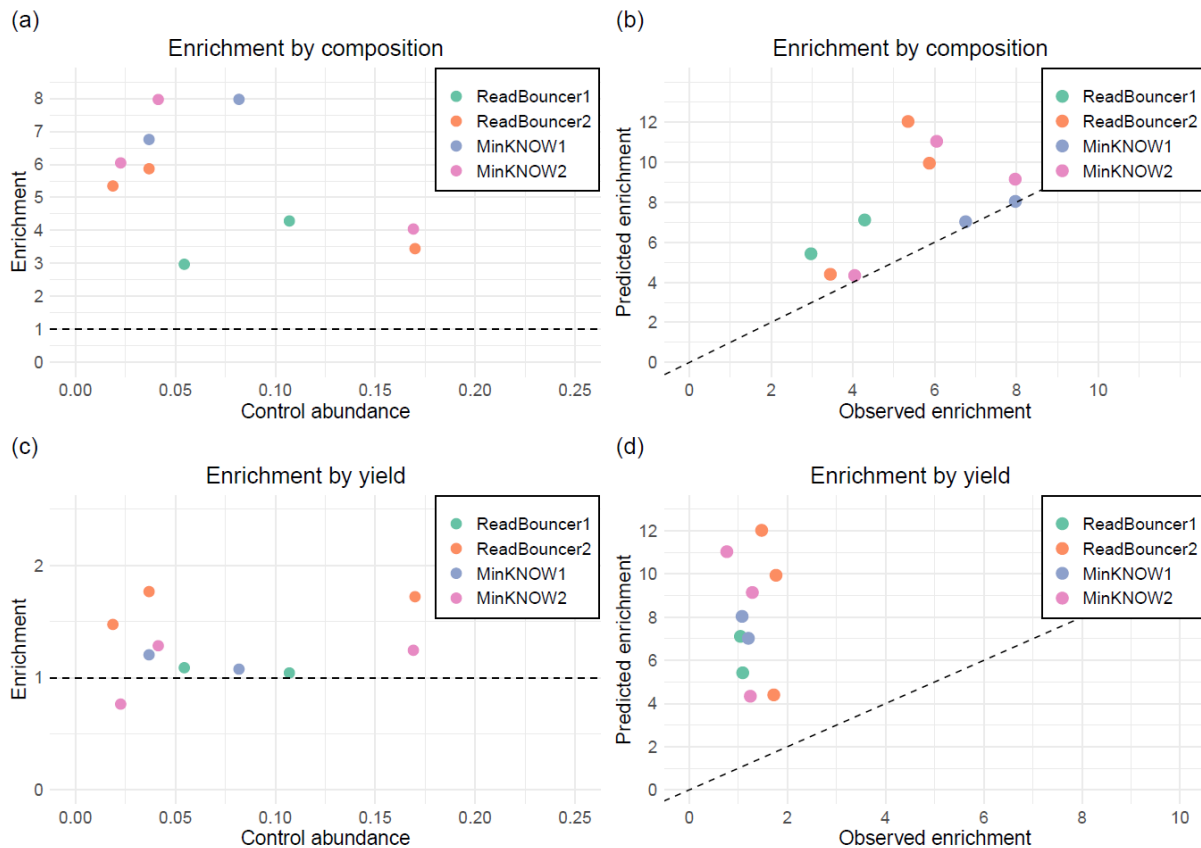 (a)
Enrichment by composition
ReadBouncer1
ReadBouncer2
MinKNOW1
MinKNOW2
Enrichment
8
7
6
5
4
3
2
1
0
0.00 0.05 0.10 0.15 0.20 0.25
Control abundance
(b)
Enrichment by composition
ReadBouncer1
ReadBouncer2
MinKNOW1
MinKNOW2
Predicted enrichment
12
10
8
6
4
2
0
0 2 4 6 8 10
Observed enrichment
(c)
Enrichment by yield
ReadBouncer1
ReadBouncer2
MinKNOW1
MinKNOW2
Enrichment
2
1
0
0.00 0.05 0.10 0.15 0.20 0.25
Control abundance
(d)
Enrichment by yield
ReadBouncer1
ReadBouncer2
MinKNOW1
MinKNOW2
Predicted enrichment
12
10
8
6
4
2
0
0 2 4 6 8 10
Observed enrichment